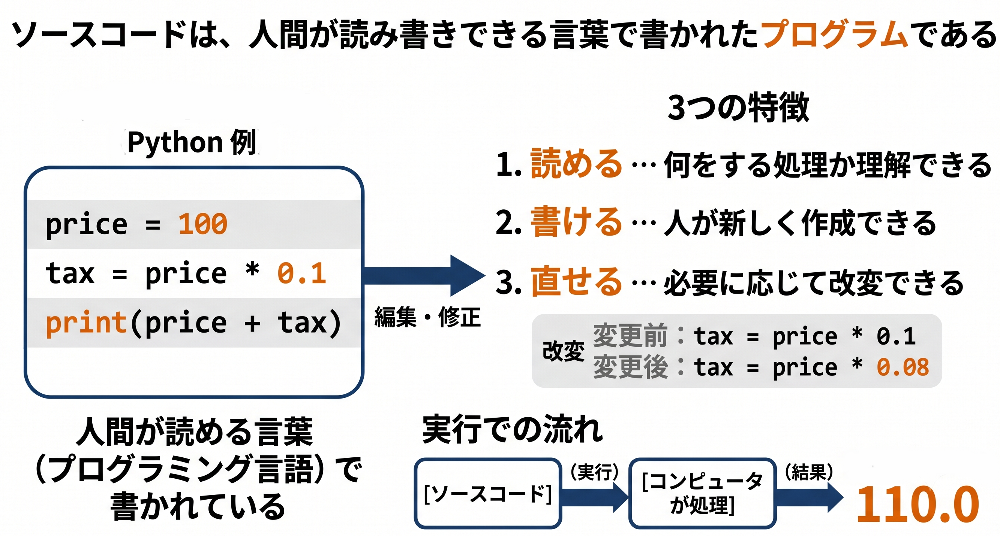 ソースコードは、人間が読み書きできる言葉で書かれたプログラムである
Python 例
price = 100
tax = price * 0.1
print(price + tax)
人間が読める言葉
（プログラミング言語）で
書かれている
編集・修正
3つの特徴
1. 読める … 何をする処理か理解できる
2. 書ける … 人が新しく作成できる
3. 直せる … 必要に応じて改変できる
改変
変更前：tax = price * 0.1
変更後：tax = price * 0.08
実行での流れ
[ソースコード]
（実行）
[コンピュータ
が処理]
（結果）
110.0